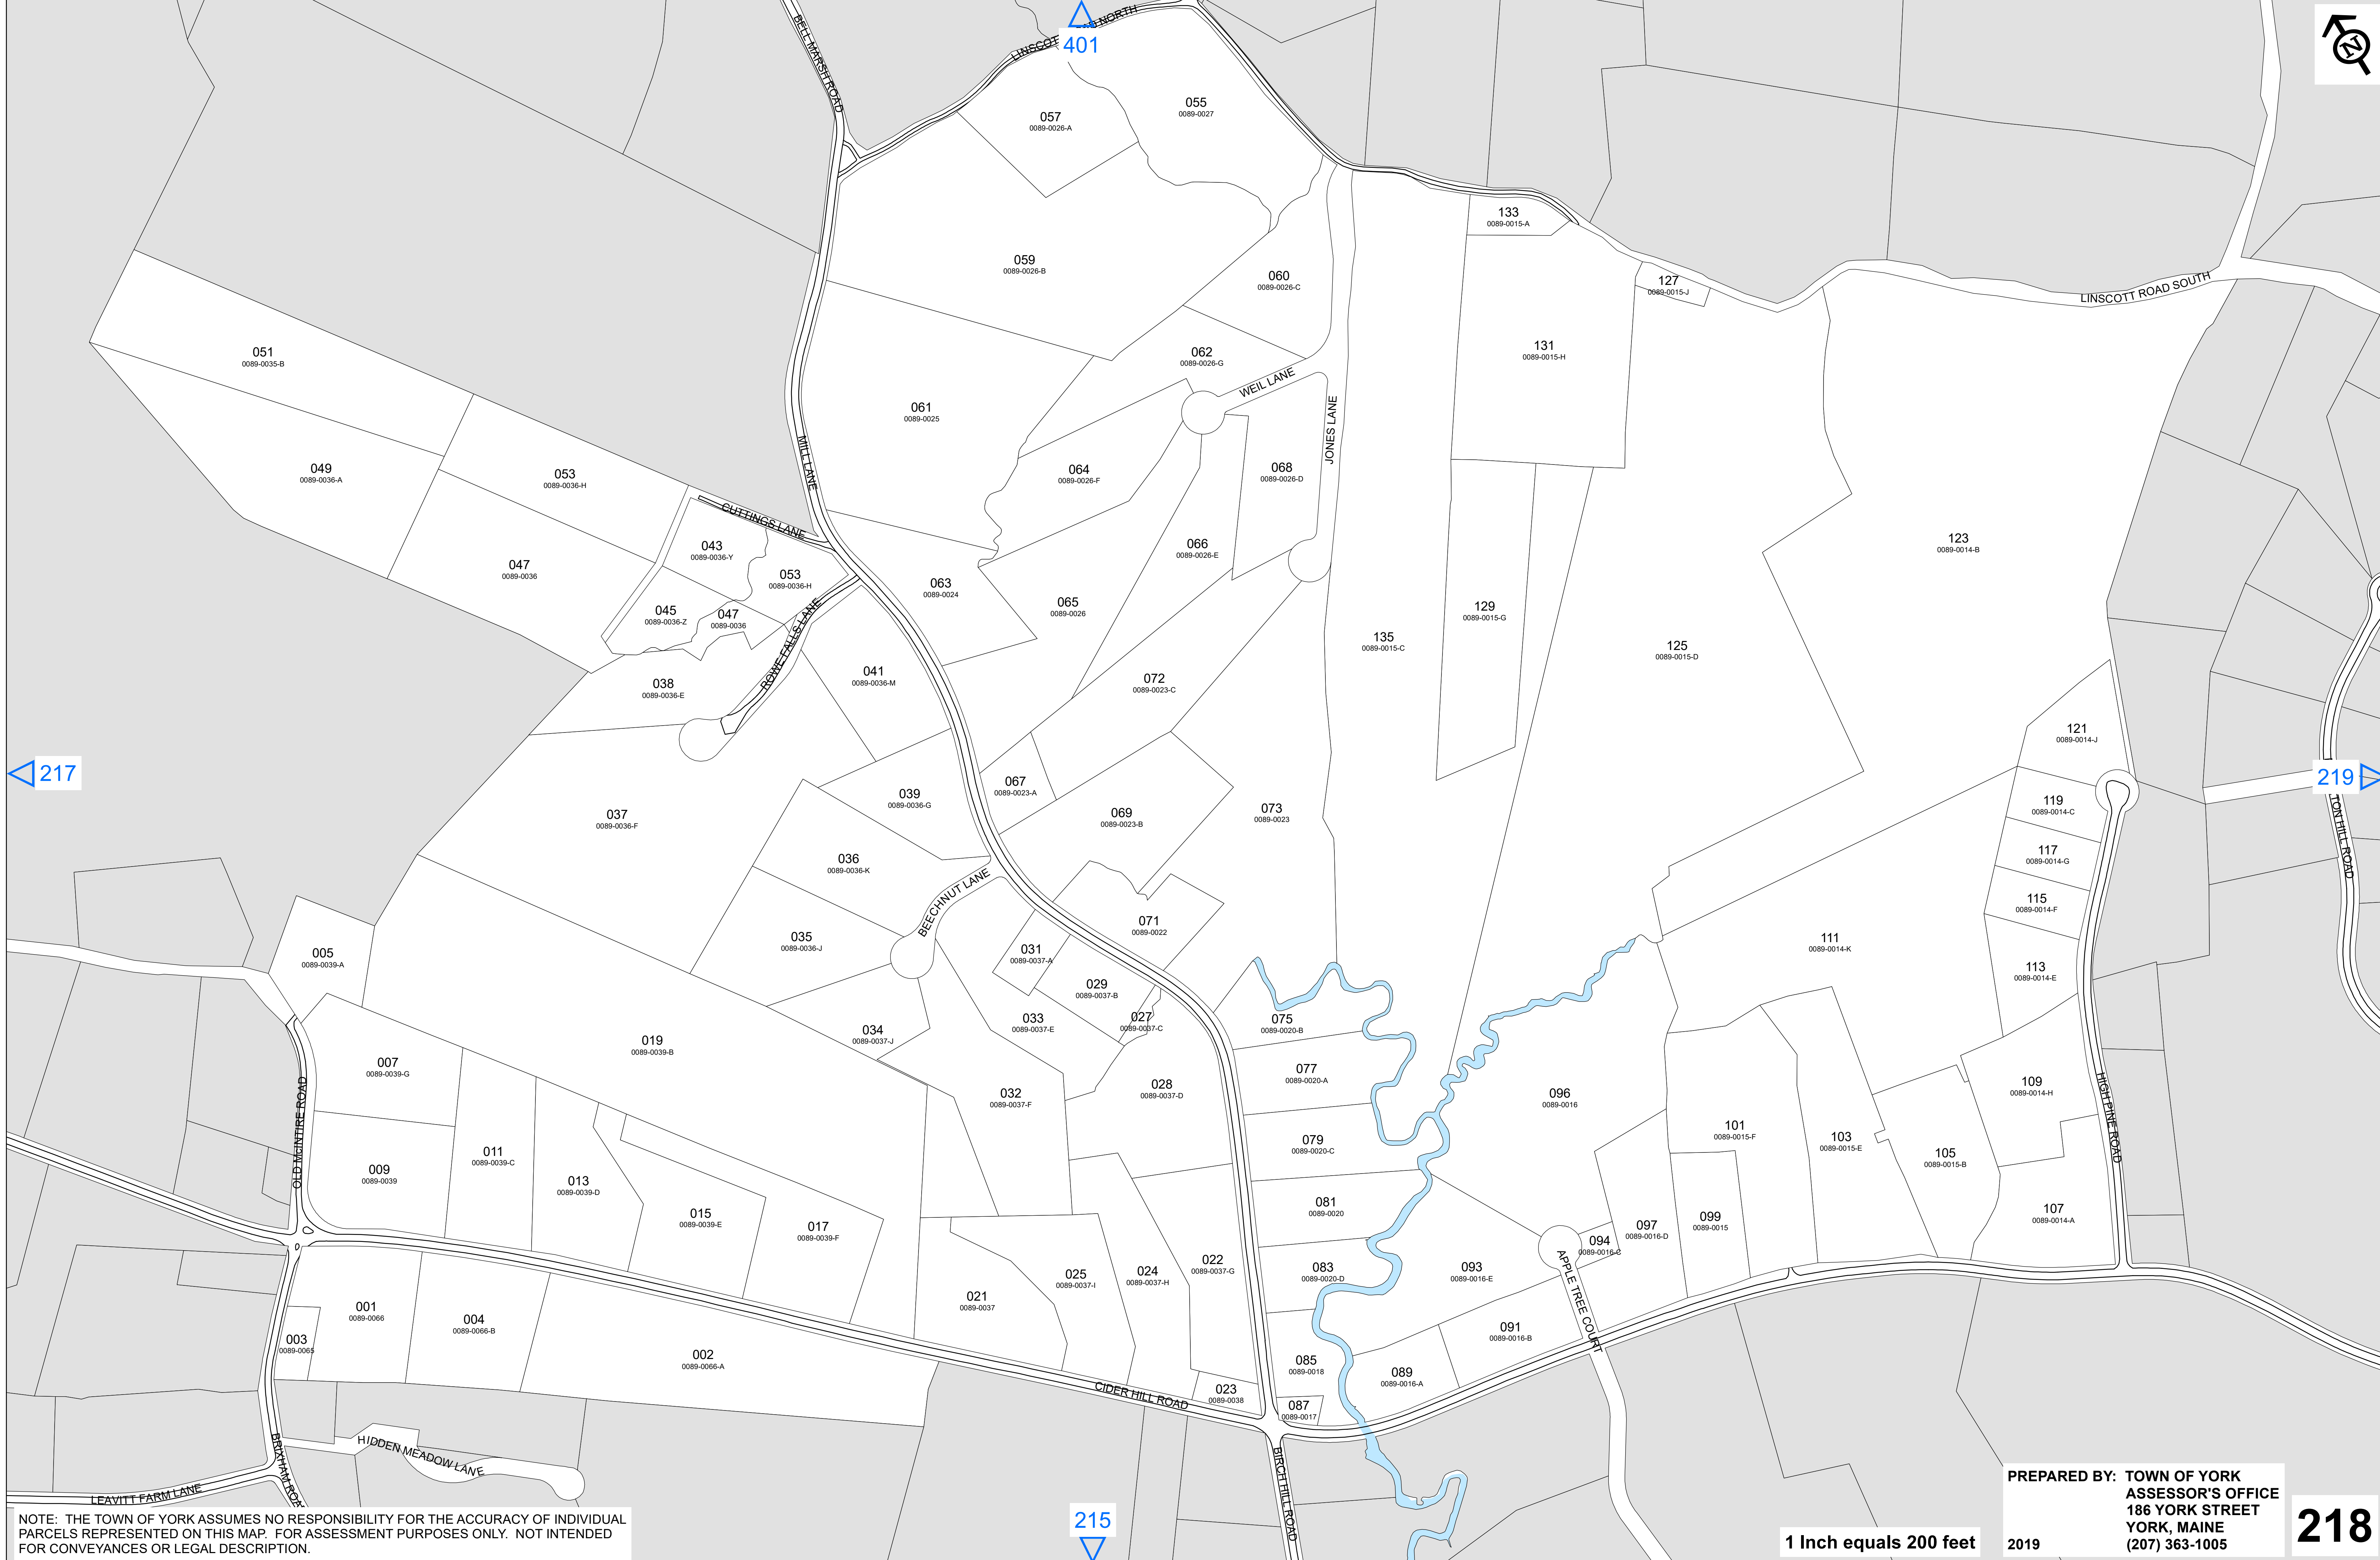 BELL MARSH ROAD
LINSCOT
AD NORTH
401
N
057
0089-0026-A
055
0089-0027
133
0089-0015-A
059
0089-0026-B
060
0089-0026-C
127
0089-0015-J
LINSCOTT ROAD SOUTH
051
0089-0035-B
062
0089-0026-G
131
0089-0015-H
WEIL LANE
061
0089-0025
JONES LANE
MILL LANE
049
0089-0036-A
053
0089-0036-H
064
0089-0026-F
068
0089-0026-D
CUTTINGS LANE
043
0089-0036-Y
066
0089-0026-E
123
0089-0014-B
047
0089-0036
053
0089-0036-H
063
0089-0024
065
0089-0026
045
0089-0036-Z
047
0089-0036
129
0089-0015-G
ROWE FALLS LANE
135
0089-0015-C
125
0089-0015-D
038
0089-0036-E
041
0089-0036-M
072
0089-0023-C
121
0089-0014-J
217
219
067
0089-0023-A
039
0089-0036-G
119
0089-0014-C
037
0089-0036-F
069
0089-0023-B
073
0089-0023
TON HILL ROAD
036
0089-0036-K
117
0089-0014-G
BEECHNUT LANE
115
0089-0014-F
071
0089-0022
035
0089-0036-J
031
0089-0037-A
111
0089-0014-K
005
0089-0039-A
113
0089-0014-E
029
0089-0037-B
033
0089-0037-E
027
0089-0037-C
075
0089-0020-B
034
0089-0037-J
019
0089-0039-B
007
0089-0039-G
077
0089-0020-A
109
0089-0014-H
032
0089-0037-F
028
0089-0037-D
096
0089-0016
HIGH PINE ROAD
OLD McINTIRE ROAD
101
0089-0015-F
103
0089-0015-E
079
0089-0020-C
011
0089-0039-C
105
0089-0015-B
009
0089-0039
013
0089-0039-D
081
0089-0020
015
0089-0039-E
107
0089-0014-A
017
0089-0039-F
097
0089-0016-D
099
0089-0015
094
0089-0016-C
022
0089-0037-G
024
0089-0037-H
025
0089-0037-I
083
0089-0020-D
093
0089-0016-E
APPLE TREE COURT
021
0089-0037
001
0089-0066
004
0089-0066-B
003
0089-0065
091
0089-0016-B
002
0089-0066-A
085
0089-0018
089
0089-0016-A
CIDER HILL ROAD
023
0089-0038
087
0089-0017
HIDDEN MEADOW LANE
BRIXHAM ROA
BIRCH HILL ROAD
LEAVITT FARM LANE
215
NOTE: THE TOWN OF YORK ASSUMES NO RESPONSIBILITY FOR THE ACCURACY OF INDIVIDUAL
PARCELS REPRESENTED ON THIS MAP. FOR ASSESSMENT PURPOSES ONLY. NOT INTENDED
FOR CONVEYANCES OR LEGAL DESCRIPTION.
1 Inch equals 200 feet
PREPARED BY: TOWN OF YORK
ASSESSOR'S OFFICE
186 YORK STREET
YORK, MAINE
2019 (207) 363-1005
218